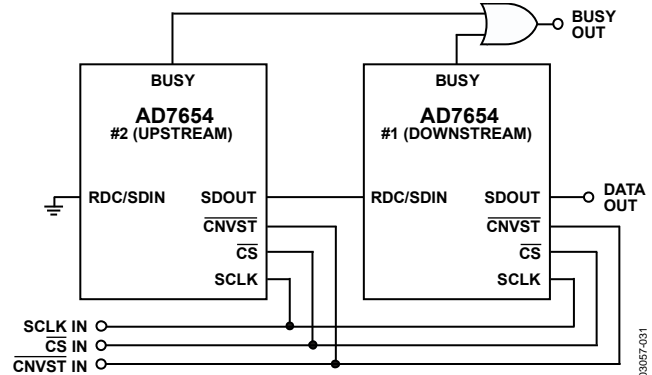 BUSY
OUT
BUSY
BUSY
AD7654
#2 (UPSTREAM)
AD7654
#1 (DOWNSTREAM)
RDC/SDIN
SDOUT
RDC/SDIN
SDOUT
DATA
OUT
CNVST
CNVST
CS
CS
SCLK
SCLK
SCLK IN
CS IN
CNVST IN
03057-031